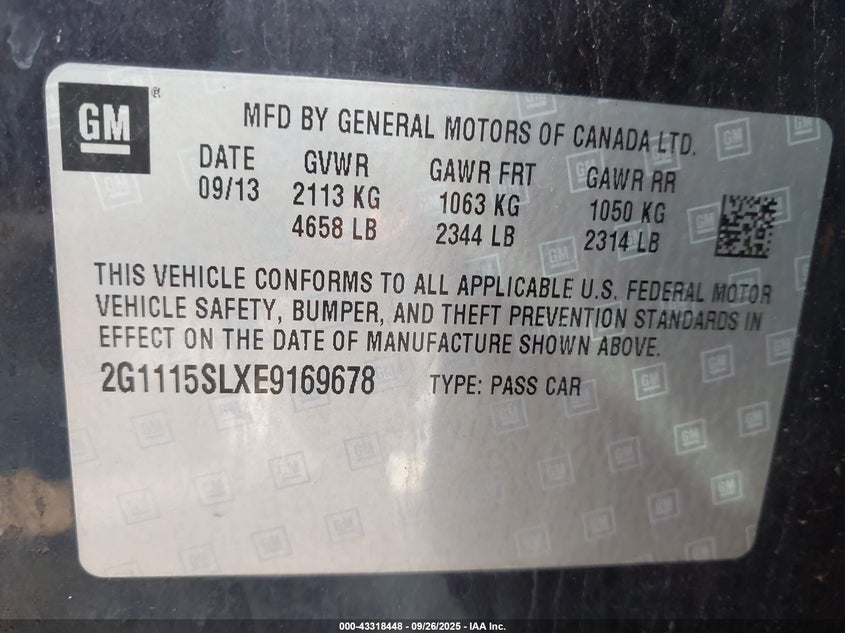 GM ®
MFD BY GENERAL MOTORS OF CANADA LTD.
DATE GVWR GAWR FRT GAWR RR
09/13 2113 KG 1063 KG 1050 KG
4658 LB 2344 LB 2314 LB
THIS VEHICLE CONFORMS TO ALL APPLICABLE U.S. FEDERAL MOTOR
VEHICLE SAFETY, BUMPER, AND THEFT PREVENTION STANDARDS IN
EFFECT ON THE DATE OF MANUFACTURE SHOWN ABOVE.
2G1115SLXE9169678 TYPE: PASS CAR
000-43318448 - 09/26/2025 - IAA Inc.